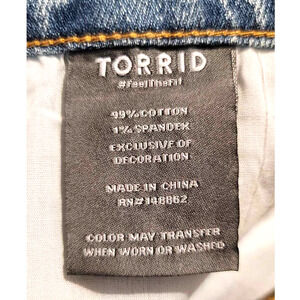 TORRID
#FeelTheFit
99% COTTON
1% SPANDEX
EXCLUSIVE OF
DECORATION
MADE IN CHINA
RN# 148862
COLOR MAY TRANSFER
WHEN WORN OR WASHED